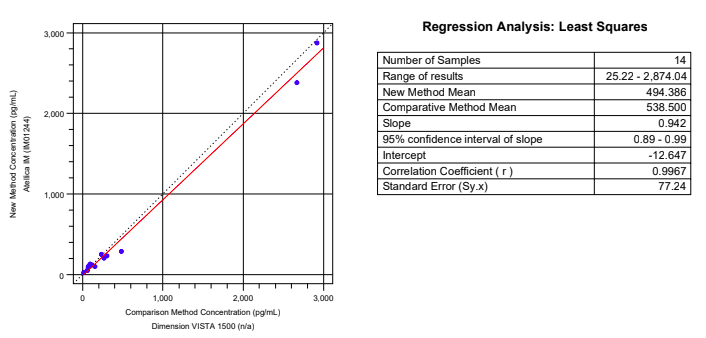 Regression Analysis: Least Squares
3,000
2,000
1,000
0
New Method Concentration (pg/mL)
Atellica IM (IM01244)
0 1,000 2,000 3,000
Comparison Method Concentration (pg/mL)
Dimension VISTA 1500 (n/a)
Number of Samples 14
Range of results 25.22 - 2,874.04
New Method Mean 494.386
Comparative Method Mean 538.500
Slope 0.942
95% confidence interval of slope 0.89 - 0.99
Intercept -12.647
Correlation Coefficient ( r ) 0.9967
Standard Error (Sy.x) 77.24